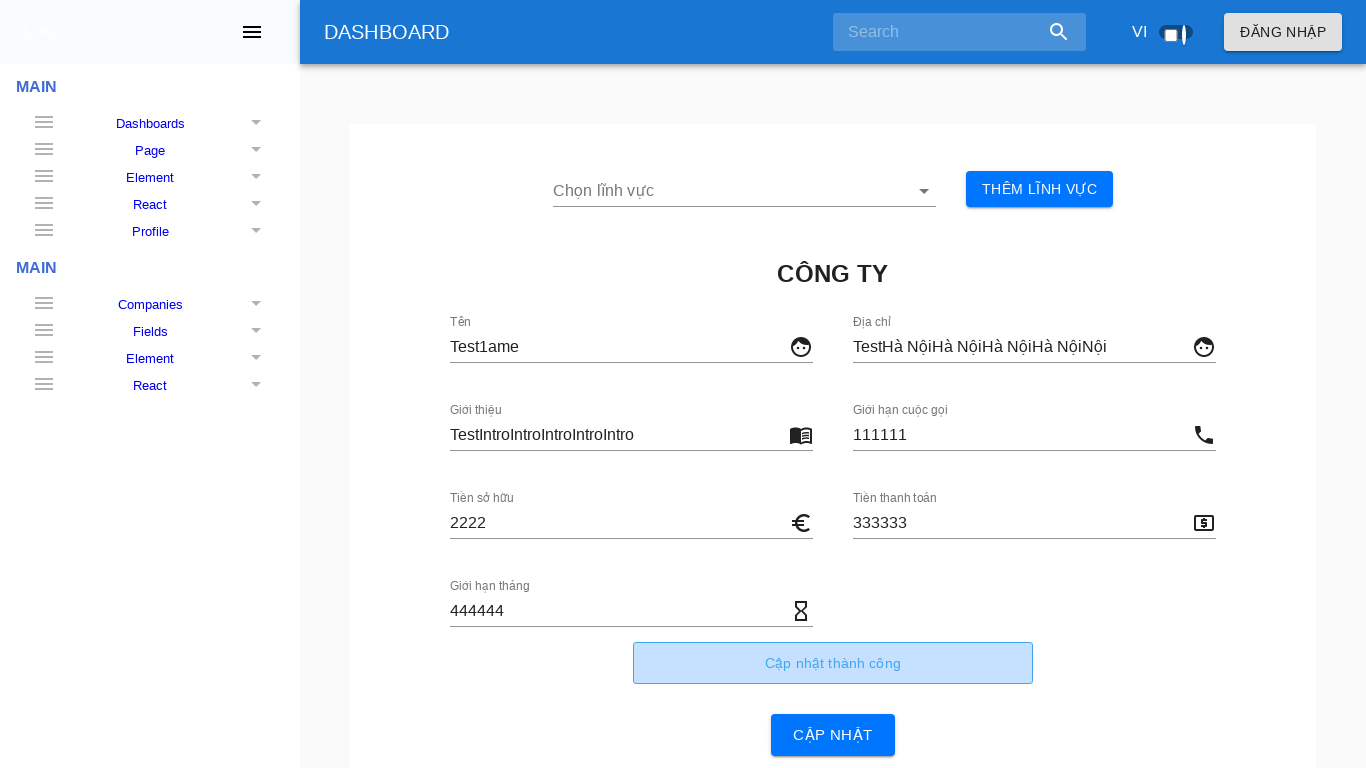 LOGO
DASHBOARD
Search
VI
ĐĂNG NHẬP
MAIN
Dashboards
Page
Element
React
Profile
MAIN
Companies
Fields
Element
React
Chọn lĩnh vực
THÊM LĨNH VỰC
CÔNG TY
Tên
Test1ame
Địa chỉ
TestHà NộiHà NộiHà NộiHà NộiNội
Giới thiệu
TestIntroIntroIntroIntroIntro
Giới hạn cuộc gọi
111111
Tiền sở hữu
2222
Tiền thanh toán
333333
Giới hạn tháng
444444
Cập nhật thành công
CẬP NHẬT